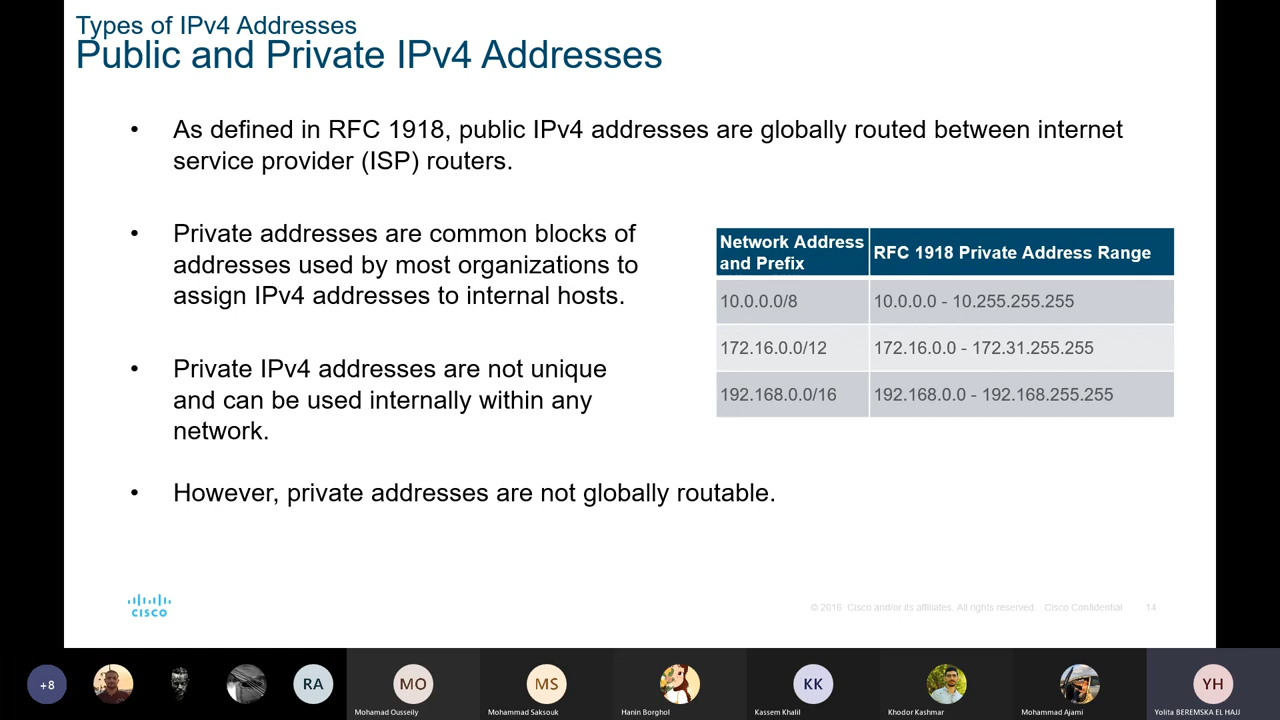 Types of IPv4 Addresses
Public and Private IPv4 Addresses
• As defined in RFC 1918, public IPv4 addresses are globally routed between internet
service provider (ISP) routers.
• Private addresses are common blocks of
addresses used by most organizations to
assign IPv4 addresses to internal hosts.
• Private IPv4 addresses are not unique
and can be used internally within any
network.
• However, private addresses are not globally routable.
Network Address
and Prefix
RFC 1918 Private Address Range
10.0.0.0/8 10.0.0.0 - 10.255.255.255
172.16.0.0/12 172.16.0.0 - 172.31.255.255
192.168.0.0/16 192.168.0.0 - 192.168.255.255
CISCO
© 2016 Cisco and/or its affiliates. All rights reserved. Cisco Confidential 14
+8 RA MO MS KK YH
Mohamad Ousseily Mohammad Saksouk Hanin Borghol Kassem Khalil Khodor Kashmar Mohammad Ajami Yolita BEREMSKA EL HAJJ